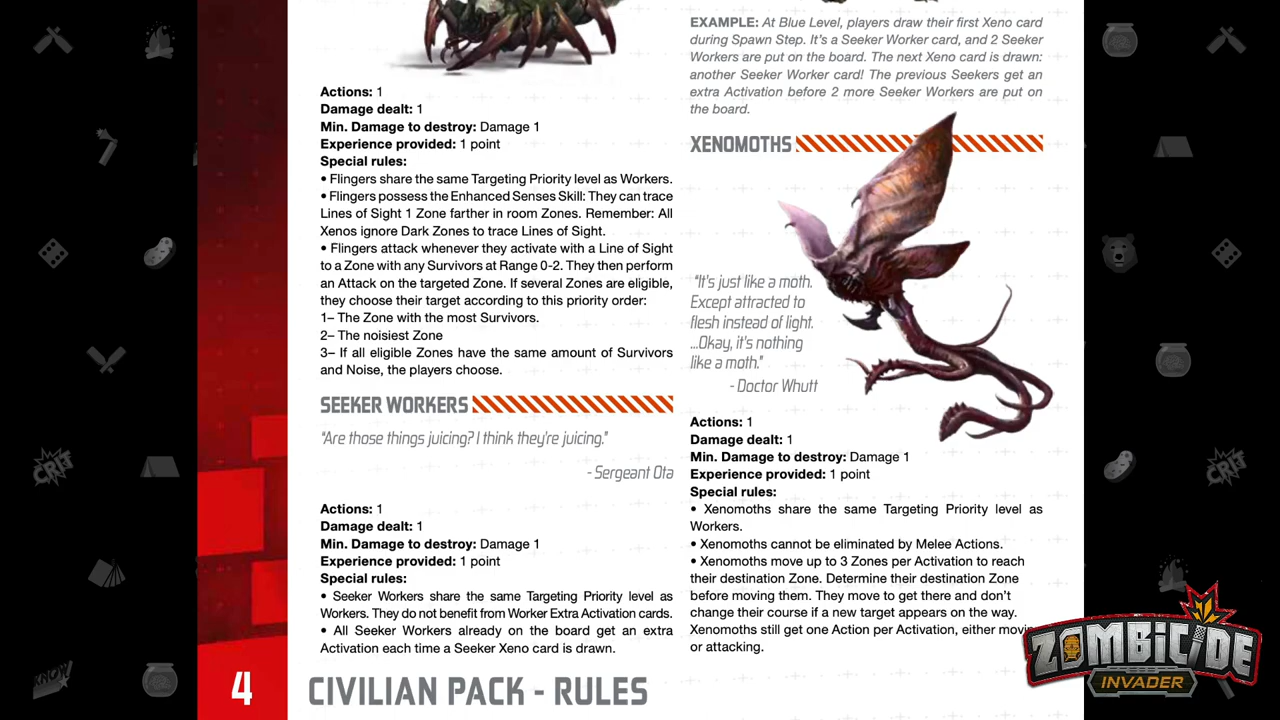 Actions: 1
Damage dealt: 1
Min. Damage to destroy: Damage 1
Experience provided: 1 point
Special rules:
• Flingers share the same Targeting Priority level as Workers.
• Flingers possess the Enhanced Senses Skill: They can trace
Lines of Sight 1 Zone farther in room Zones. Remember: All
Xenos ignore Dark Zones to trace Lines of Sight.
• Flingers attack whenever they activate with a Line of Sight
to a Zone with any Survivors at Range 0-2. They then perform
an Attack on the targeted Zone. If several Zones are eligible,
they choose their target according to this priority order:
1– The Zone with the most Survivors.
2– The noisiest Zone
3– If all eligible Zones have the same amount of Survivors
and Noise, the players choose.
SEEKER WORKERS
"Are those things juicing? I think they're juicing."
- Sergeant Ota
Actions: 1
Damage dealt: 1
Min. Damage to destroy: Damage 1
Experience provided: 1 point
Special rules:
• Seeker Workers share the same Targeting Priority level as
Workers. They do not benefit from Worker Extra Activation cards.
• All Seeker Workers already on the board get an extra
Activation each time a Seeker Xeno card is drawn.
EXAMPLE: At Blue Level, players draw their first Xeno card
during Spawn Step. It's a Seeker Worker card, and 2 Seeker
Workers are put on the board. The next Xeno card is drawn:
another Seeker Worker card! The previous Seekers get an
extra Activation before 2 more Seeker Workers are put on
the board.
XENOMOTHS
"It's just like a moth.
Except attracted to
flesh instead of light.
...Okay, it's nothing
like a moth."
- Doctor Whutt
Actions: 1
Damage dealt: 1
Min. Damage to destroy: Damage 1
Experience provided: 1 point
Special rules:
• Xenomoths share the same Targeting Priority level as
Workers.
• Xenomoths cannot be eliminated by Melee Actions.
• Xenomoths move up to 3 Zones per Activation to reach
their destination Zone. Determine their destination Zone
before moving them. They move to get there and don't
change their course if a new target appears on the way.
Xenomoths still get one Action per Activation, either
or attacking.
4
CIVILIAN PACK - RULES
ZOMBICIDE
INVADER
CRIT
CRIT
KNOW